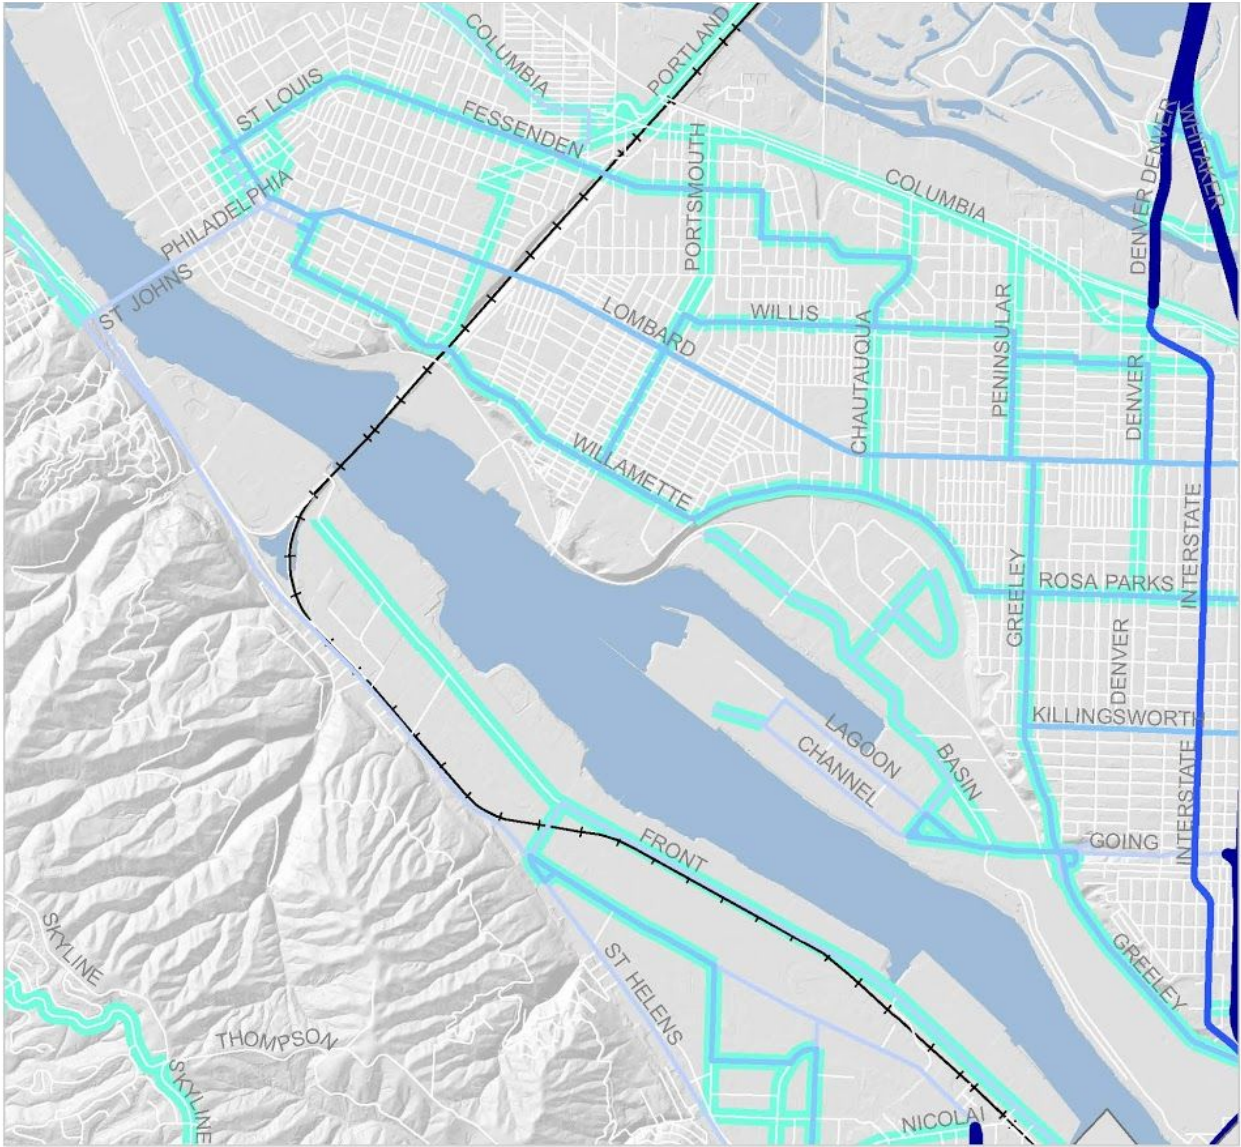 COLUMBIA
PORTLAND
ST LOUIS
FESSENDEN
DENVER DENVER
WHITAKER
PORTSMOUTH
COLUMBIA
PHILADELPHIA
ST JOHNS
LOMBARD
WILLIS
CHAUTAUQUA
PENINSULAR
DENVER
WILLAMETTE
INTERSTATE
GREELEY
ROSA PARKS
DENVER
KILLINGSWORTH
LAGOON
CHANNEL
BASIN
INTERSTATE
GOING
FRONT
SKYLINE
ST HELENS
GREELEY
THOMPSON
SKYLINE
NICOLAI